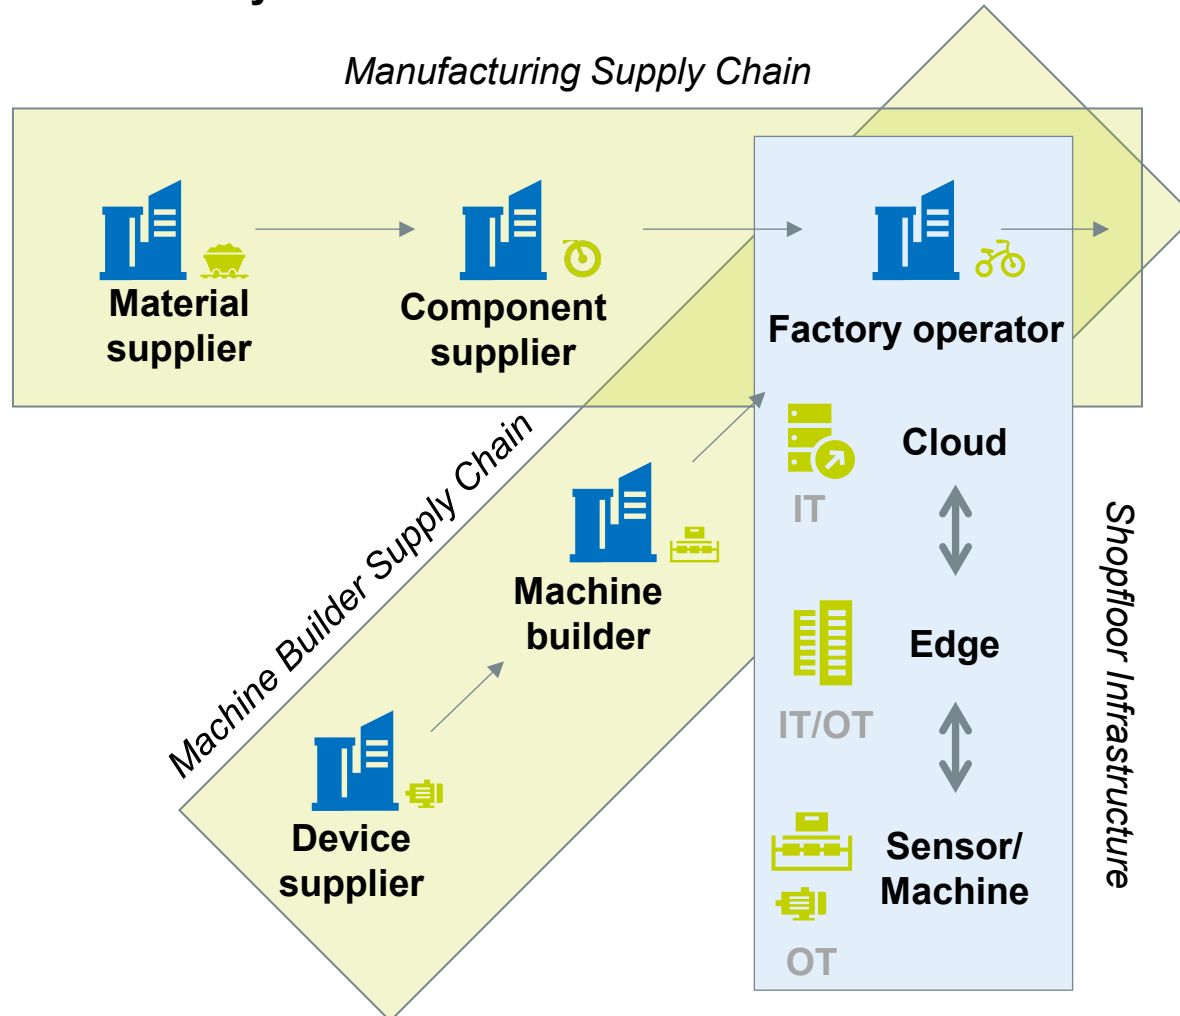 Manufacturing Supply Chain
Material
supplier
Component
supplier
Factory operator
Machine Builder Supply Chain
Cloud
IT
Shopfloor Infrastructure
Machine
builder
Edge
IT/OT
Device
supplier
Sensor/
Machine
OT